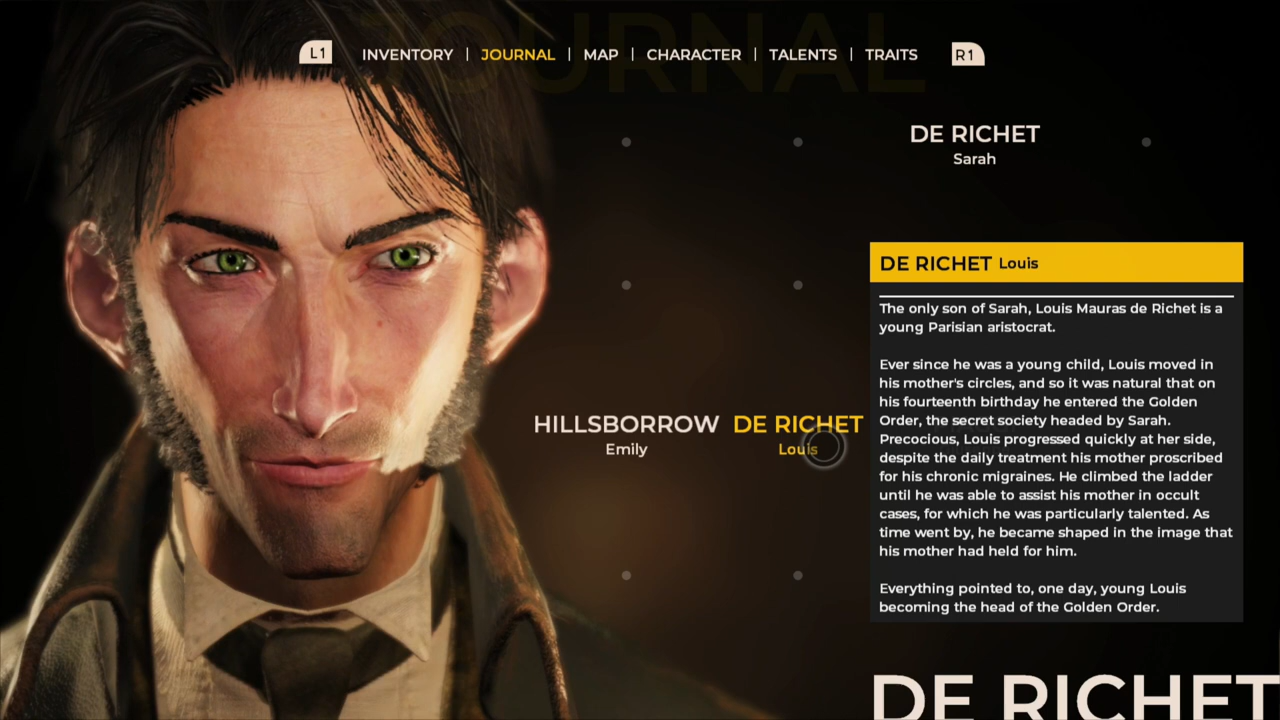 JOURNAL
L1 INVENTORY | JOURNAL | MAP | CHARACTER | TALENTS | TRAITS R1
DE RICHET
Sarah
HILLSBORROW
Emily
DE RICHET
Louis
DE RICHET Louis
The only son of Sarah, Louis Mauras de Richet is a
young Parisian aristocrat.
Ever since he was a young child, Louis moved in
his mother's circles, and so it was natural that on
his fourteenth birthday he entered the Golden
Order, the secret society headed by Sarah.
Precocious, Louis progressed quickly at her side,
despite the daily treatment his mother proscribed
for his chronic migraines. He climbed the ladder
until he was able to assist his mother in occult
cases, for which he was particularly talented. As
time went by, he became shaped in the image that
his mother had held for him.
Everything pointed to, one day, young Louis
becoming the head of the Golden Order.
DE RICHET